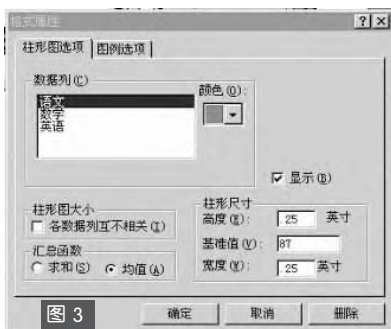 格式属性
柱形图选项 图例选项
数据列(C)
语文
数学
英语
颜色(O):
显示(D)
柱形图大小
各数据列互不相关(I)
汇总函数
求和(S) 均值(A)
柱形尺寸
高度(E): .25 英寸
基准值(V): 87
宽度(W): .25 英寸
确定 取消 删除
图 3